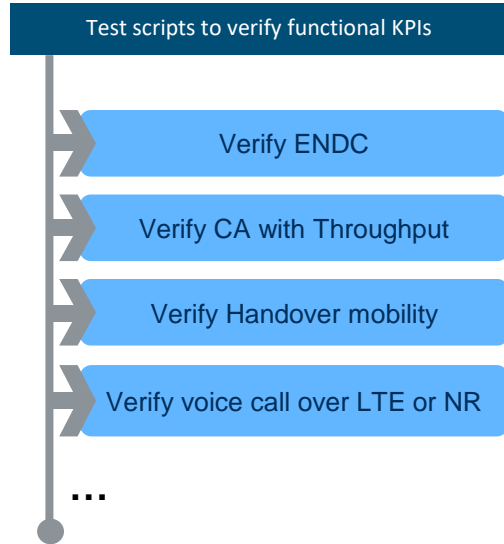 Test scripts to verify functional KPIs
Verify ENDC
Verify CA with Throughput
Verify Handover mobility
Verify voice call over LTE or NR
...